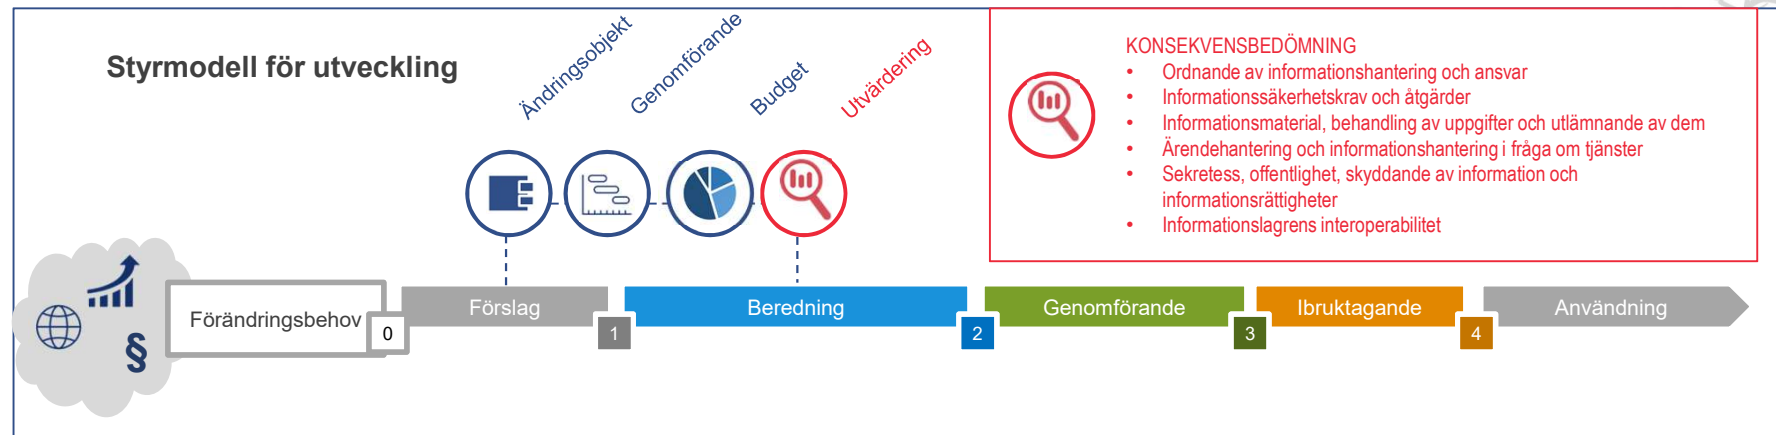 Styrmodell för utveckling
Ändringsobjekt
Genomförande
Budget
Utvärdering
KONSEKVENSBEDÖMNING
• Ordnande av informationshantering och ansvar
• Informationssäkerhetskrav och åtgärder
• Informationsmaterial, behandling av uppgifter och utlämnande av dem
• Ärendehantering och informationshantering i fråga om tjänster
• Sekretess, offentlighet, skyddande av information och
informationsrättigheter
• Informationslagrens interoperabilitet
§
Förändringsbehov
0
Förslag
1
Beredning
2
Genomförande
3
Ibruktagande
4
Användning